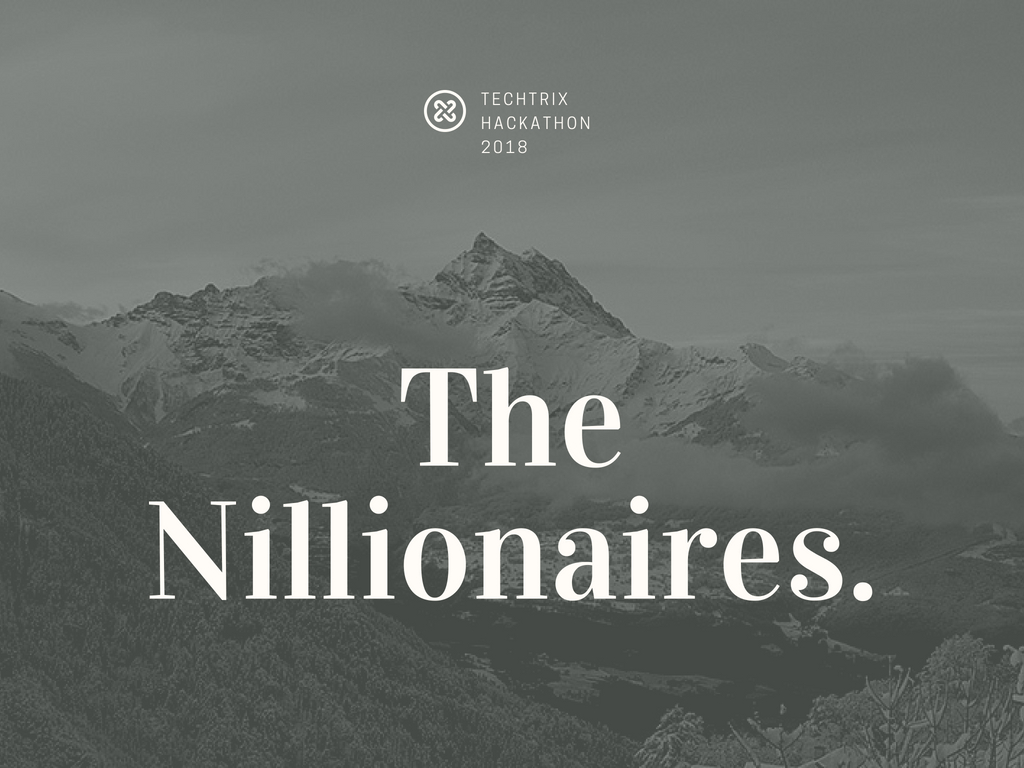 TECHTRIX
HACKATHON
2018
The
Nillionaires.